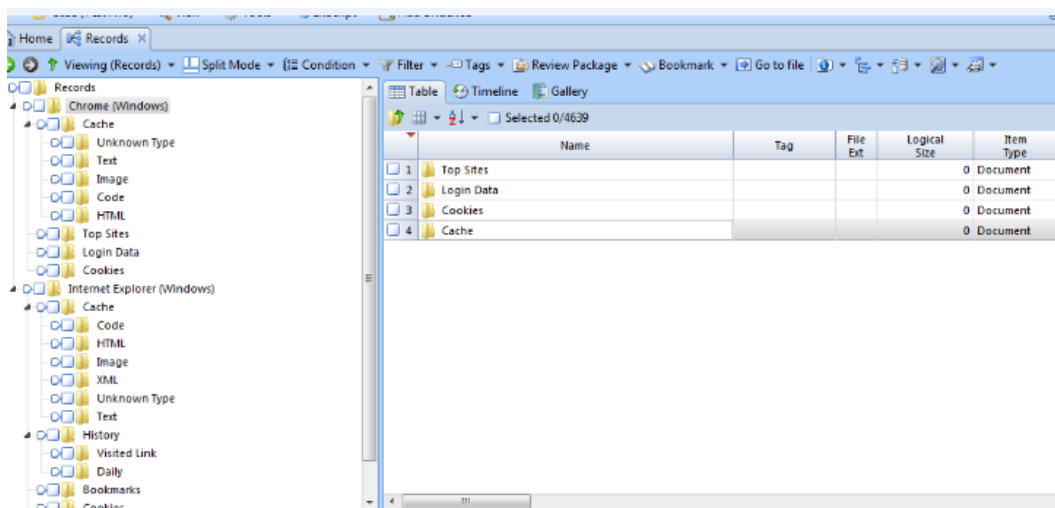 Home Records
Viewing (Records) Split Mode Condition Filter Tags Review Package Bookmark Go to file
Records
Chrome (Windows)
Cache
Unknown Type
Text
Image
Code
HTML
Top Sites
Login Data
Cookies
Internet Explorer (Windows)
Cache
Code
HTML
Image
XML
Unknown Type
Text
History
Visited Link
Daily
Bookmarks
Cookies
Table Timeline Gallery
Selected 0/4639
Name Tag File Ext Logical Size Item Type
1 Top Sites 0 Document
2 Login Data 0 Document
3 Cookies 0 Document
4 Cache 0 Document